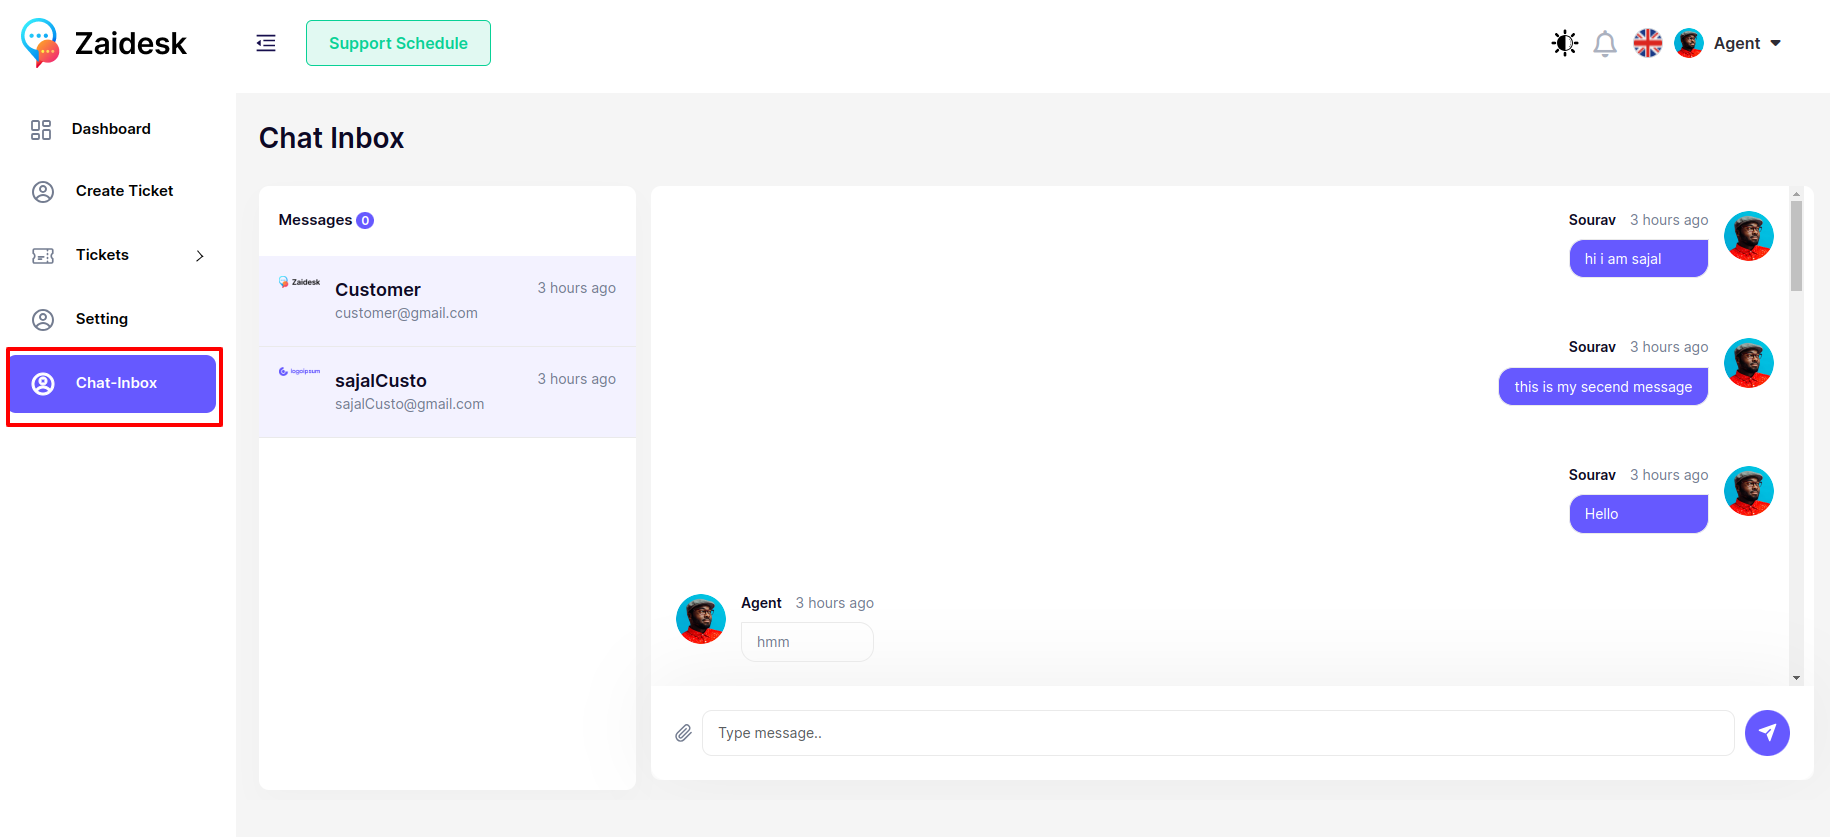 Zaidesk
Support Schedule
Agent
Dashboard
Create Ticket
Tickets
Setting
Chat-Inbox
Chat Inbox
Messages 0
Zaidesk
Customer 3 hours ago
customer@gmail.com
logoipsum
sajalCusto 3 hours ago
sajalCusto@gmail.com
Sourav 3 hours ago
hi i am sajal
Sourav 3 hours ago
this is my secend message
Sourav 3 hours ago
Hello
Agent 3 hours ago
hmm
Type message..